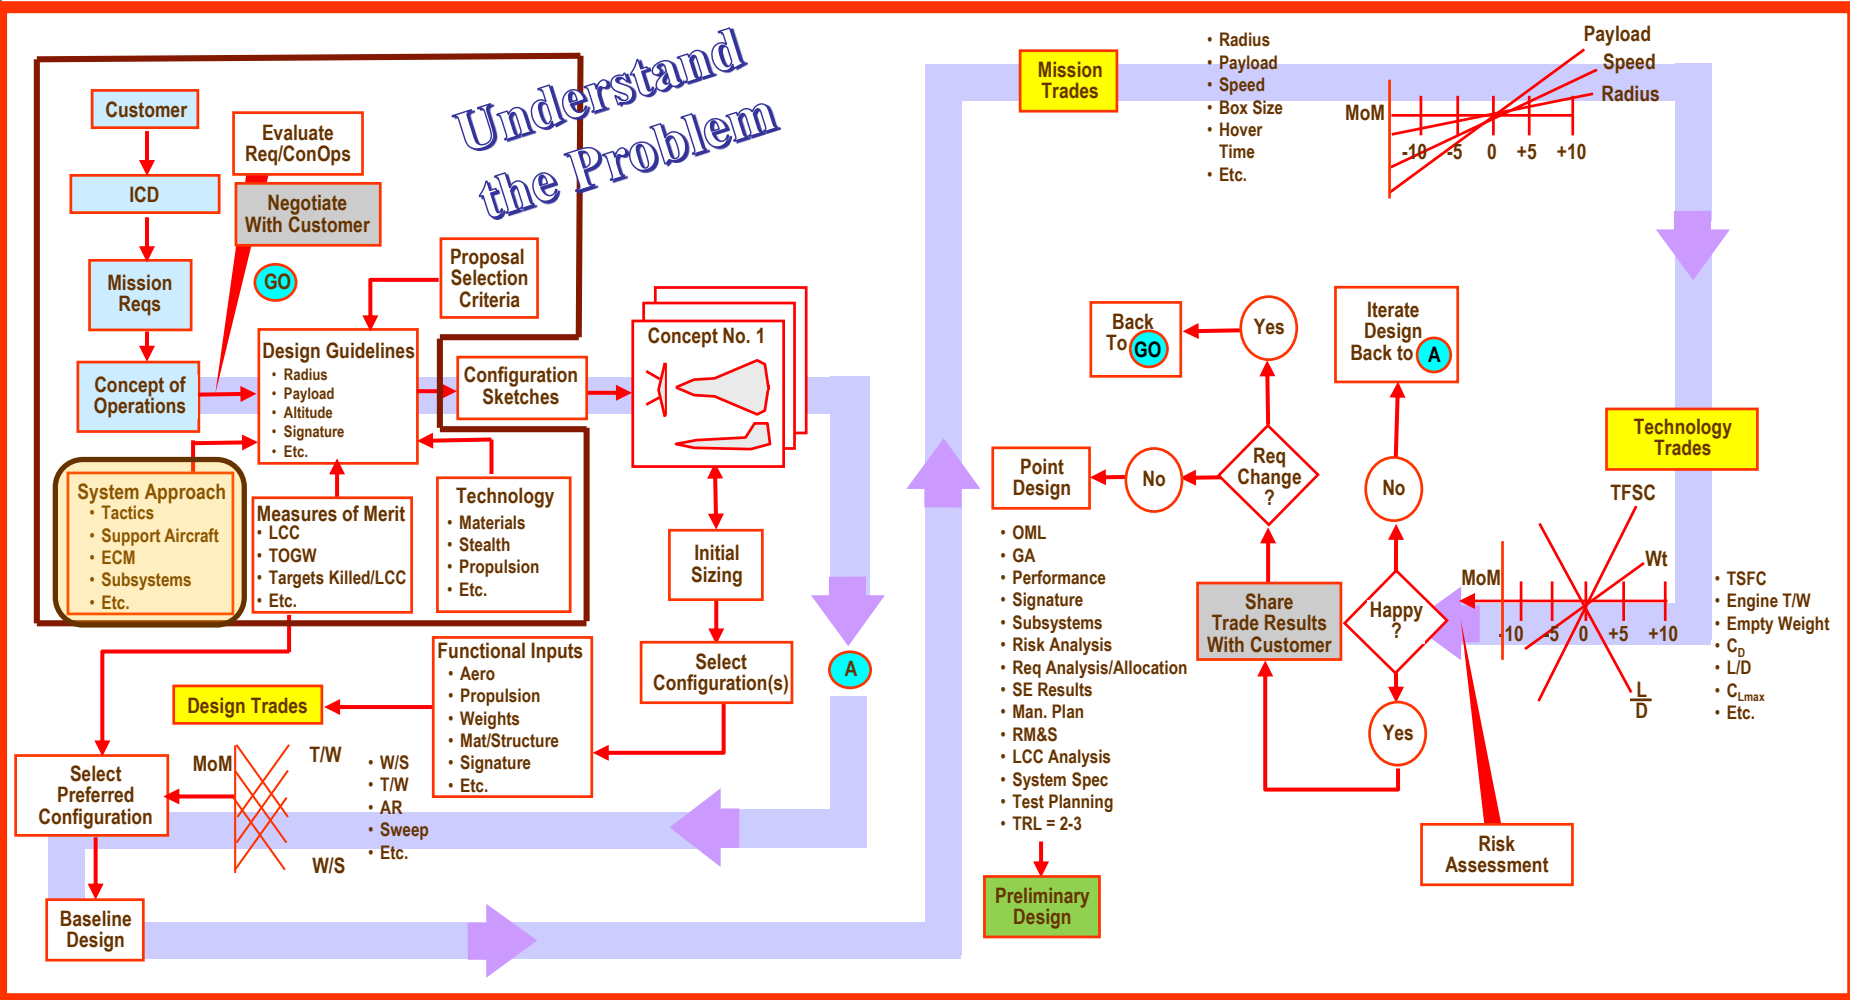 Understand
the Problem
Customer
ICD
Mission
Reqs
Concept of
Operations
Evaluate
Req/ConOps
Negotiate
With Customer
GO
Proposal
Selection
Criteria
Design Guidelines
• Radius
• Payload
• Altitude
• Signature
• Etc.
System Approach
• Tactics
• Support Aircraft
• ECM
• Subsystems
• Etc.
Measures of Merit
• LCC
• TOGW
• Targets Killed/LCC
• Etc.
Technology
• Materials
• Stealth
• Propulsion
• Etc.
Configuration
Sketches
Concept No. 1
Initial
Sizing
Select
Configuration(s)
A
Functional Inputs
• Aero
• Propulsion
• Weights
• Mat/Structure
• Signature
• Etc.
Design Trades
MoM
T/W
W/S
• W/S
• T/W
• AR
• Sweep
• Etc.
Select
Preferred
Configuration
Baseline
Design
Mission
Trades
• Radius
• Payload
• Speed
• Box Size
• Hover
Time
• Etc.
Payload
Speed
Radius
MoM
-10 -5 0 +5 +10
Technology
Trades
TFSC
Wt
MoM
-10 -5 0 +5 +10
L
D
• TSFC
• Engine T/W
• Empty Weight
• CD
• L/D
• CLmax
• Etc.
Risk
Assessment
Happy
?
No
Iterate
Design
Back to A
Yes
Share
Trade Results
With Customer
Req
Change
?
Yes
Back
To GO
No
Point
Design
• OML
• GA
• Performance
• Signature
• Subsystems
• Risk Analysis
• Req Analysis/Allocation
• SE Results
• Man. Plan
• RM&S
• LCC Analysis
• System Spec
• Test Planning
• TRL = 2-3
Preliminary
Design